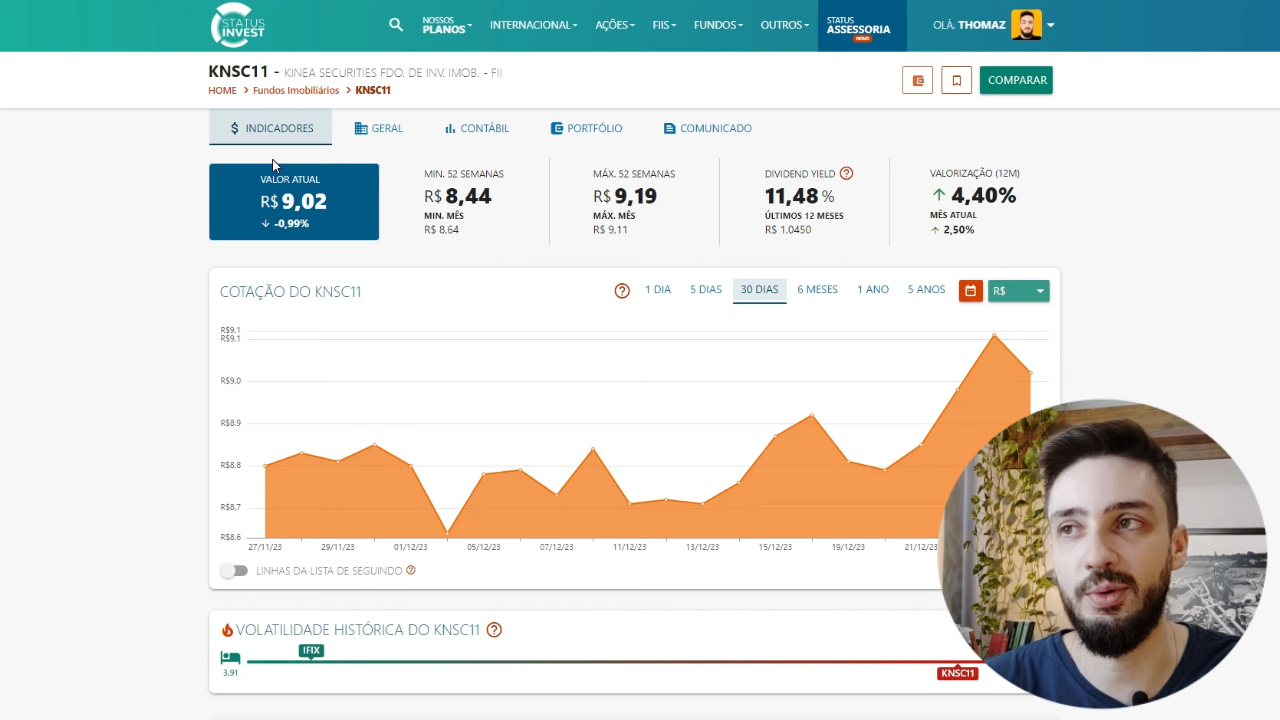 STATUS
INVEST
NOSSOS
PLANOS
INTERNACIONAL
AÇÕES
FIIS
FUNDOS
OUTROS
STATUS
ASSESSORIA
NOVO
OLÁ, THOMAZ
KNSC11 - KINEA SECURITIES FDO. DE INV. IMOB. - FII
HOME > Fundos Imobiliários > KNSC11
COMPARAR
INDICADORES
GERAL
CONTÁBIL
PORTFÓLIO
COMUNICADO
VALOR ATUAL
R$ 9,02
-0,99%
MIN. 52 SEMANAS
R$ 8,44
MIN. MÊS
R$ 8,64
MÁX. 52 SEMANAS
R$ 9,19
MÁX. MÊS
R$ 9,11
DIVIDEND YIELD ?
11,48 %
ÚLTIMOS 12 MESES
R$ 1,0450
VALORIZAÇÃO (12M)
4,40%
MÊS ATUAL
2,50%
COTAÇÃO DO KNSC11
?
1 DIA
5 DIAS
30 DIAS
6 MESES
1 ANO
5 ANOS
R$
R$9.1
R$9.1
R$9.0
R$8.9
R$8.8
R$8.7
R$8.6
27/11/23
29/11/23
01/12/23
05/12/23
07/12/23
11/12/23
13/12/23
15/12/23
19/12/23
21/12/23
LINHAS DA LISTA DE SEGUINDO ?
VOLATILIDADE HISTÓRICA DO KNSC11 ?
IFIX
3.91
KNSC11